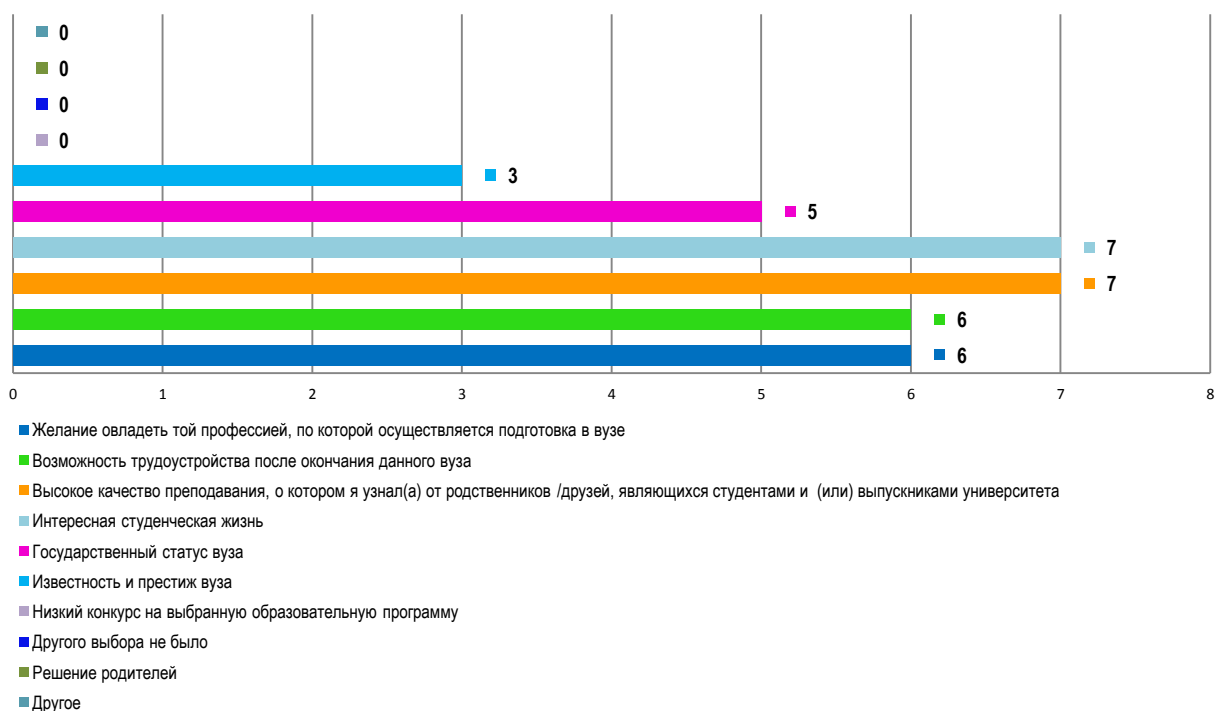 0
0
0
0
3
5
7
7
6
6
0 1 2 3 4 5 6 7 8
Желание овладеть той профессией, по которой осуществляется подготовка в вузе
Возможность трудоустройства после окончания данного вуза
Высокое качество преподавания, о котором я узнал(а) от родственников /друзей, являющихся студентами и (или) выпускниками университета
Интересная студенческая жизнь
Государственный статус вуза
Известность и престиж вуза
Низкий конкурс на выбранную образовательную программу
Другого выбора не было
Решение родителей
Другое